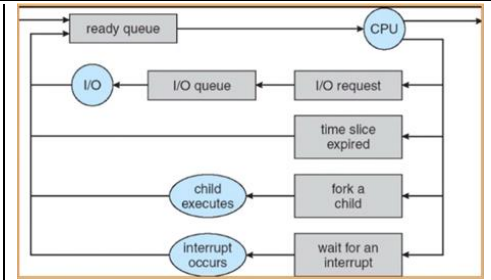 ready queue
CPU
I/O
I/O queue
I/O request
time slice
expired
child
executes
fork a
child
interrupt
occurs
wait for an
interrupt